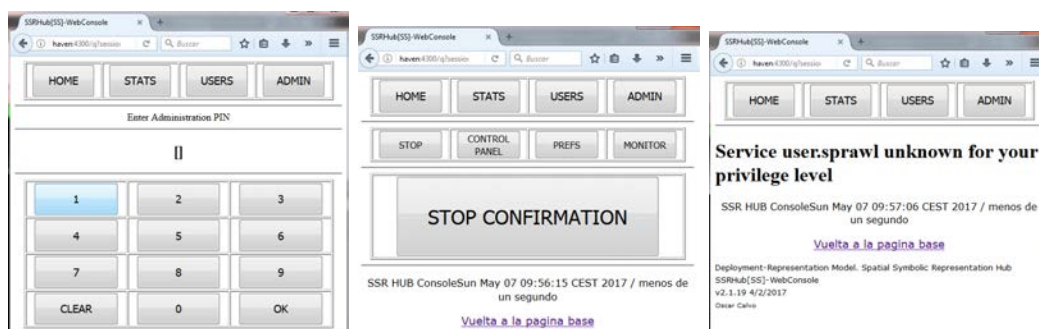 SSRHub[SS]-WebConsole
haven:4300/q?session
Buscar
HOME STATS USERS ADMIN
Enter Administration PIN
[]
1 2 3
4 5 6
7 8 9
CLEAR 0 OK
SSRHub[SS]-WebConsole
haven:4300/q?session
Buscar
HOME STATS USERS ADMIN
STOP CONTROL PANEL PREFS MONITOR
STOP CONFIRMATION
SSR HUB ConsoleSun May 07 09:56:15 CEST 2017 / menos de
un segundo
Vuelta a la pagina base
SSRHub[SS]-WebConsole
haven:4300/q?session
Buscar
HOME STATS USERS ADMIN
Service user.sprawl unknown for your
privilege level
SSR HUB ConsoleSun May 07 09:57:06 CEST 2017 / menos de
un segundo
Vuelta a la pagina base
Deployment-Representation Model. Spatial Symbolic Representation Hub
SSRHub[SS]-WebConsole
v2.1.19 4/2/2017
Oscar Calvo